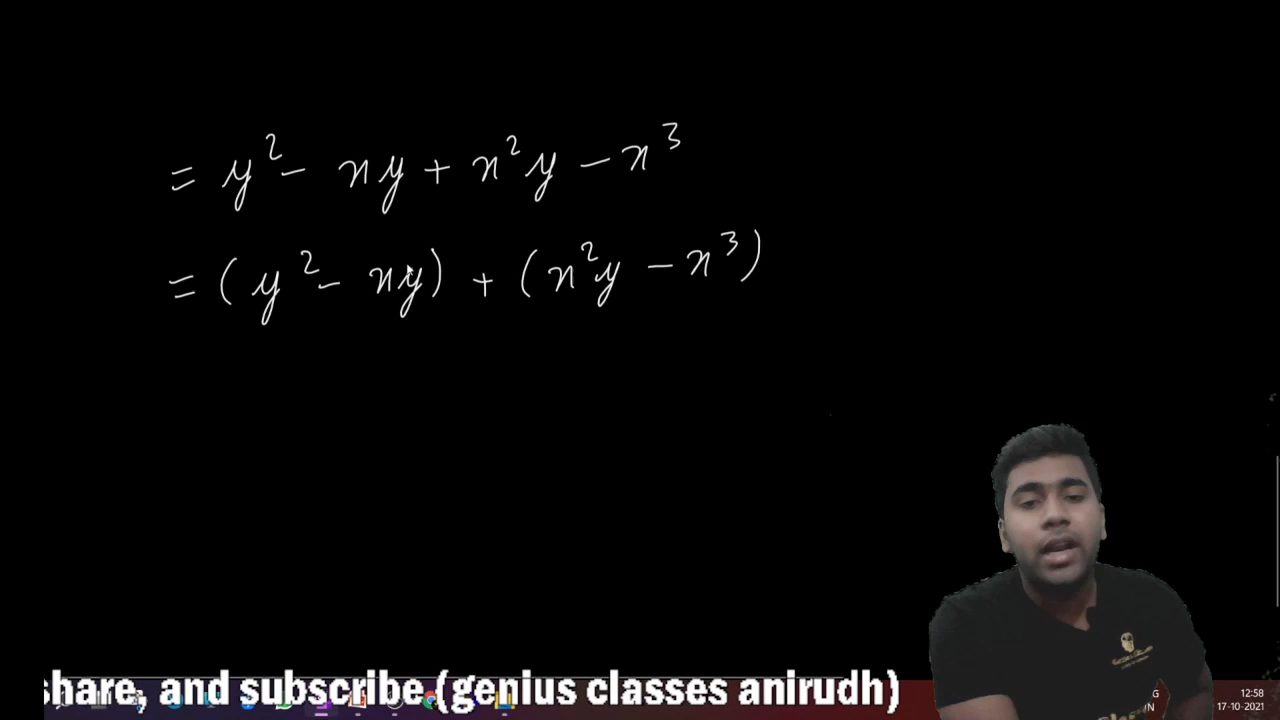 = y² - xy + x²y - x³
= (y² - xy) + (x²y - x³)
share, and subscribe (genius classes anirudh)
12:58
17-10-2021